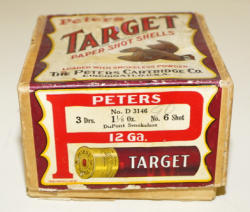 Peters
TARGET
PAPER SHOT SHELLS
LOADED WITH SMOKELESS POWDER
THE PETERS CARTRIDGE CO.
PETERS
No. D 3146
3 Drs. 1⅛ Oz. No. 6 Shot
DuPont Smokeless
12 Ga.
TARGET